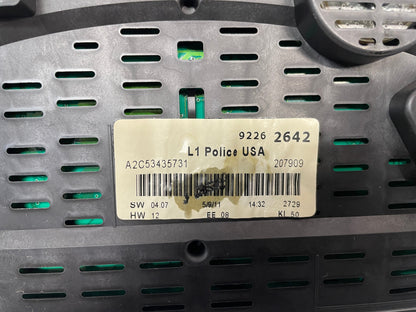 9226 2642
L1 Police USA
A2C53435731 207909
SW 04.07 5/9/11 14:32 2729
HW 12 EE 08 KL 50